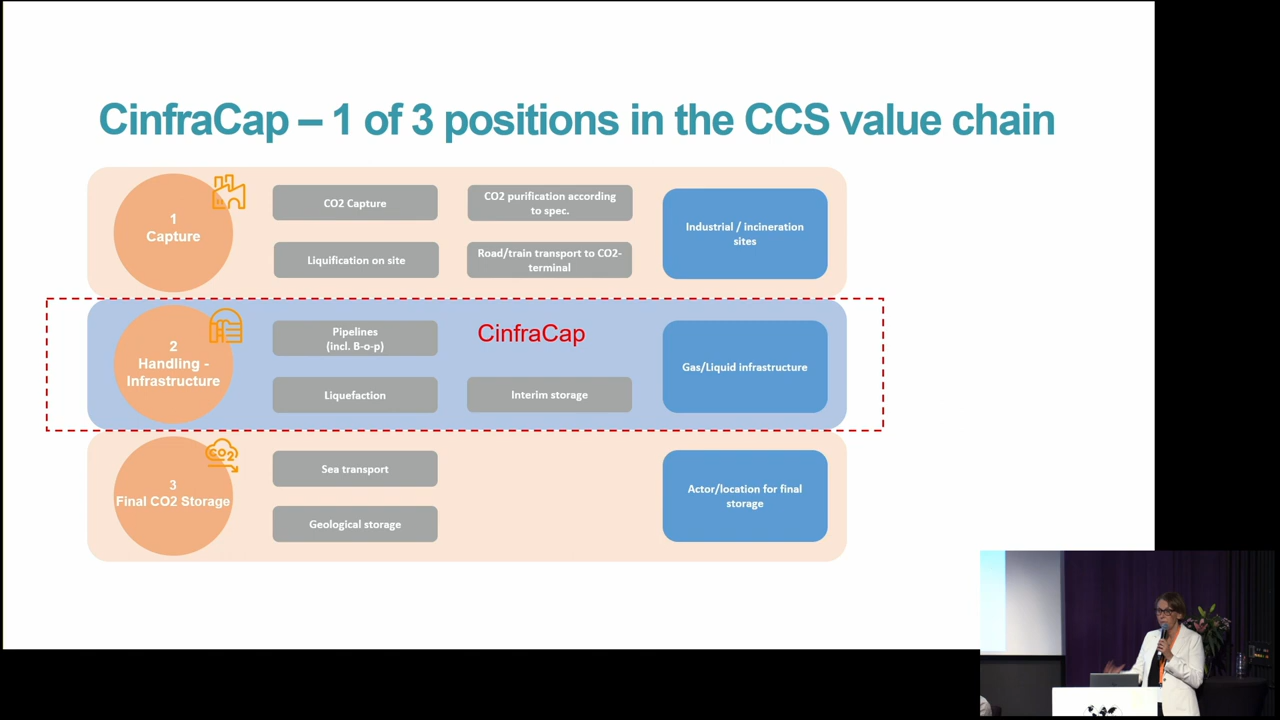 CinfraCap – 1 of 3 positions in the CCS value chain
1
Capture
CO2 Capture
CO2 purification according
to spec.
Liquification on site
Road/train transport to CO2-
terminal
Industrial / incineration
sites
2
Handling -
Infrastructure
Pipelines
(incl. B-o-p)
CinfraCap
Liquefaction
Interim storage
Gas/Liquid infrastructure
CO2
3
Final CO2 Storage
Sea transport
Geological storage
Actor/location for final
storage